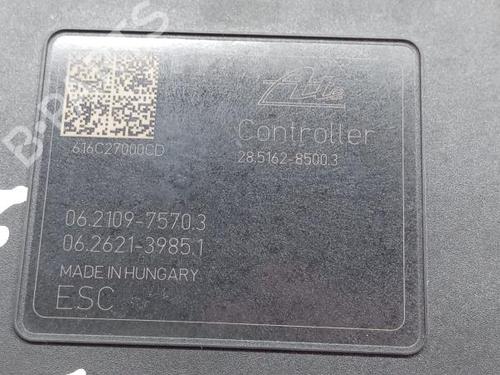 Ate
616C27000CD
Controller
28.5162-8500.3
06.2109-7570.3
06.2621-3985.1
MADE IN HUNGARY
ESC
B-PARTS